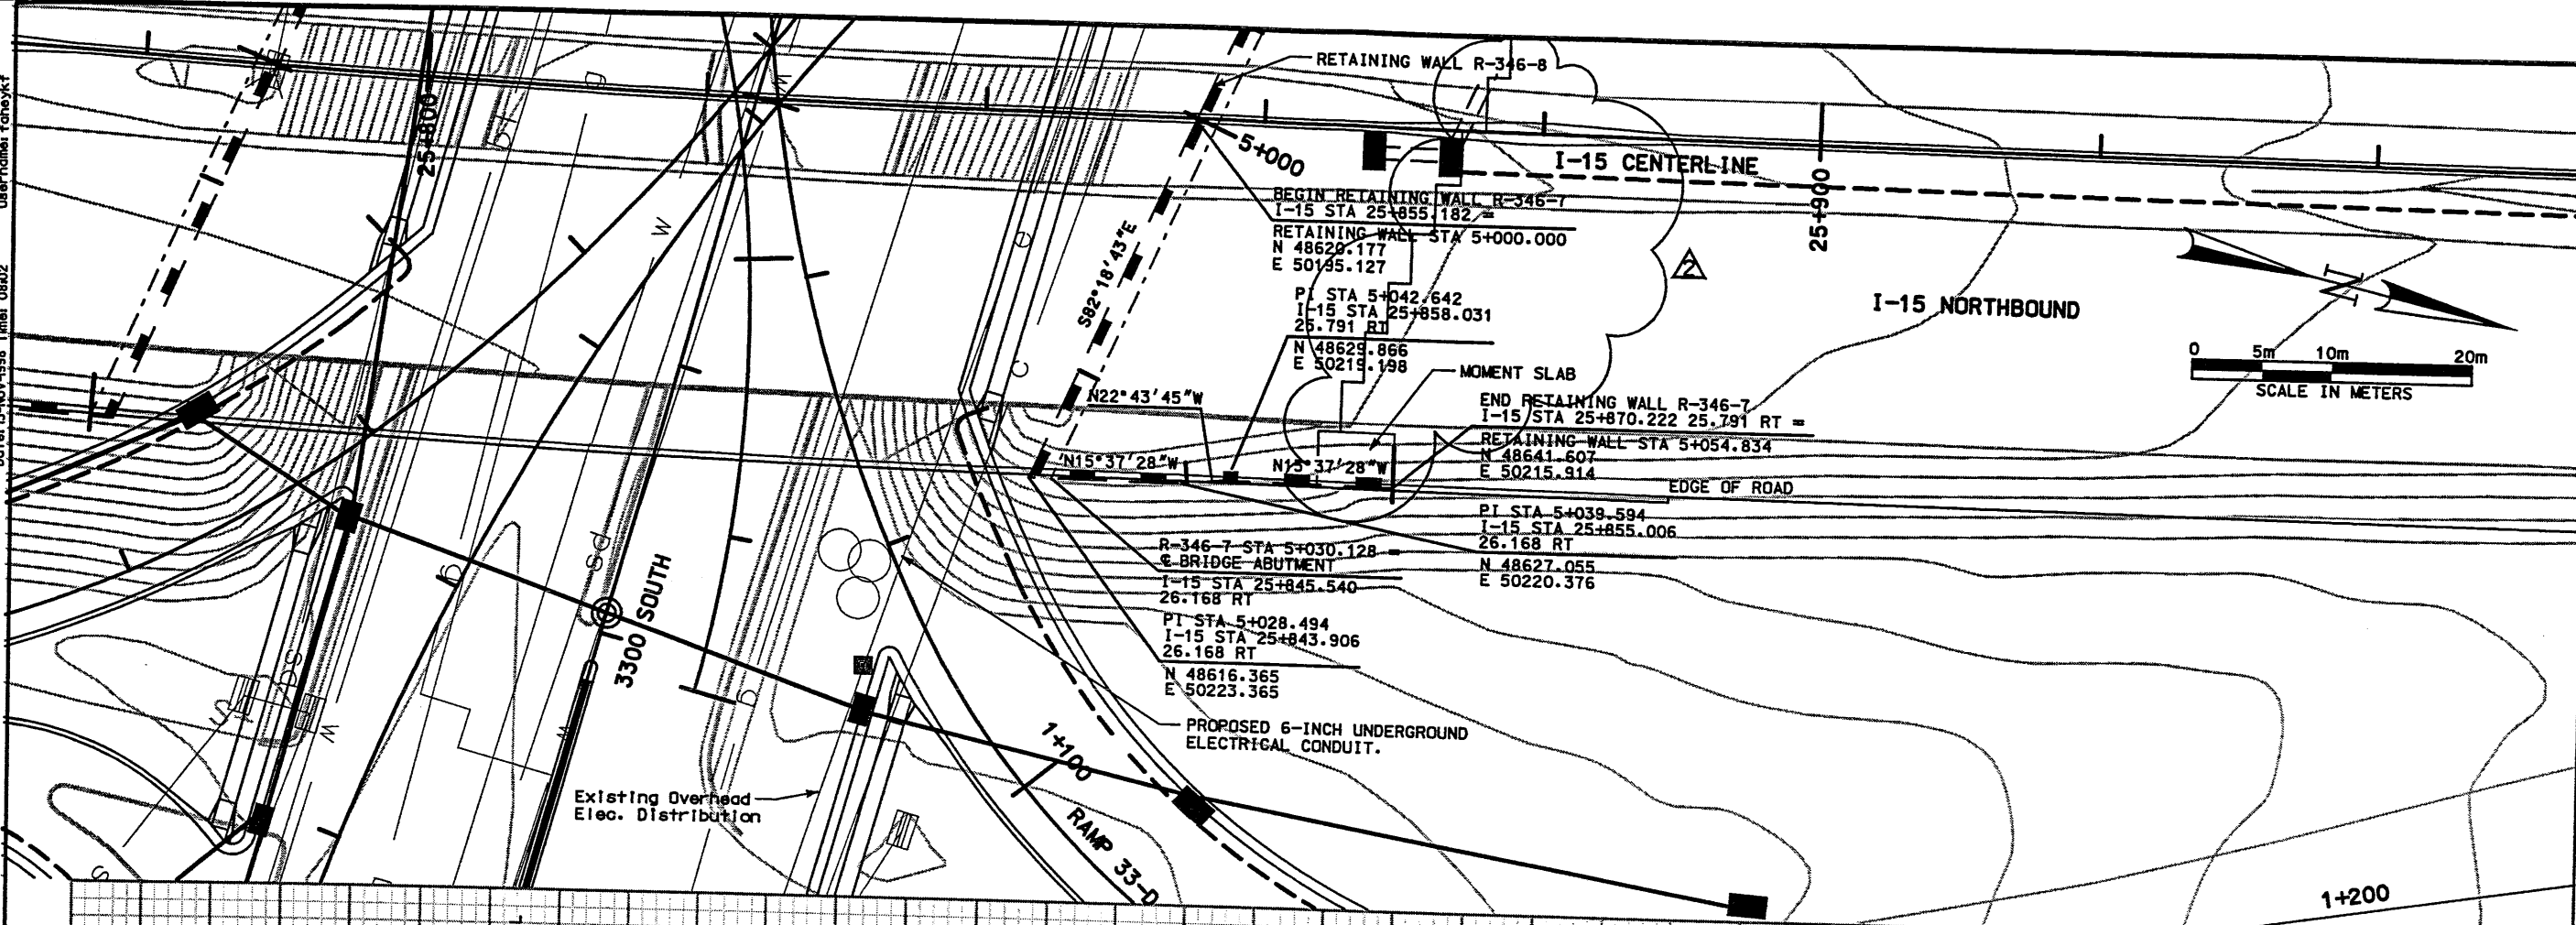 RETAINING WALL R-346-8
25+800
5+000
I-15 CENTERLINE
25+900
BEGIN RETAINING WALL R-346-7
I-15 STA 25+855.182 =
RETAINING WALL STA 5+000.000
N 48620.177
E 50195.127
S82°18'43"E
2
I-15 NORTHBOUND
N
PI STA 5+042.642
I-15 STA 25+858.031
25.791 RT
N 48629.866
E 50219.198
0 5m 10m 20m
SCALE IN METERS
MOMENT SLAB
N22°43'45"W
END RETAINING WALL R-346-7
I-15 STA 25+870.222 25.791 RT =
RETAINING WALL STA 5+054.834
N 48641.607
E 50215.914
N15°37'28"W
N15°37'28"W
EDGE OF ROAD
PI STA 5+039.594
I-15 STA 25+855.006
26.168 RT
N 48627.055
E 50220.376
R-346-7 STA 5+030.128 =
℄ BRIDGE ABUTMENT
I-15 STA 25+845.540
26.168 RT
PI STA 5+028.494
I-15 STA 25+843.906
26.168 RT
N 48616.365
E 50223.365
3300 SOUTH
PROPOSED 6-INCH UNDERGROUND
ELECTRICAL CONDUIT.
1+100
Existing Overhead
Elec. Distribution
RAMP 33-D
1+200